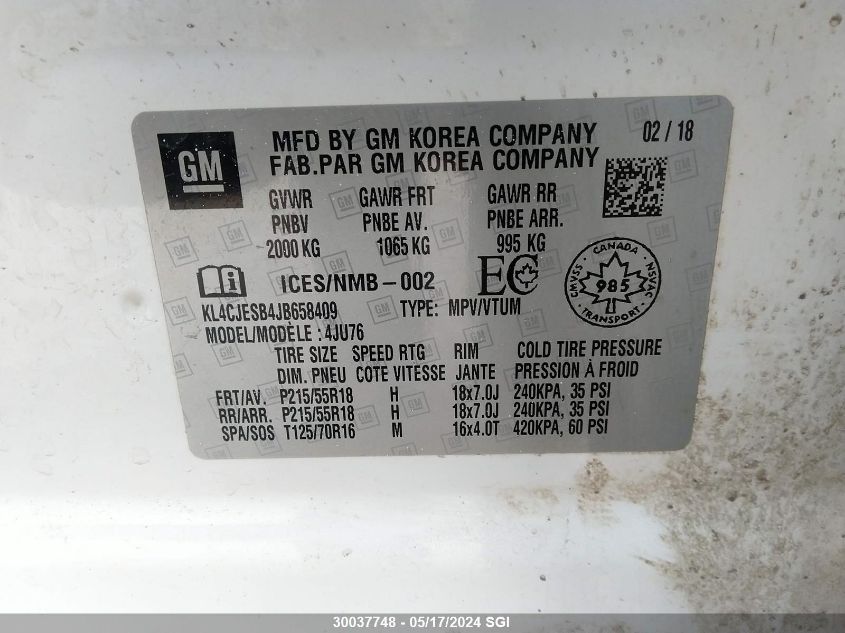 GM MFD BY GM KOREA COMPANY 02 / 18
FAB.PAR GM KOREA COMPANY
GVWR GAWR FRT GAWR RR
PNBV PNBE AV. PNBE ARR.
2000 KG 1065 KG 995 KG
ICES/NMB-002 EC CANADA CMVSS 985 NSVAC TRANSPORT
KL4CJESB4JB658409 TYPE: MPV/VTUM
MODEL/MODÈLE : 4JU76
TIRE SIZE SPEED RTG RIM COLD TIRE PRESSURE
DIM. PNEU COTE VITESSE JANTE PRESSION À FROID
FRT/AV. P215/55R18 H 18x7.0J 240KPA, 35 PSI
RR/ARR. P215/55R18 H 18x7.0J 240KPA, 35 PSI
SPA/SOS T125/70R16 M 16x4.0T 420KPA, 60 PSI
30037748 - 05/17/2024 SGI